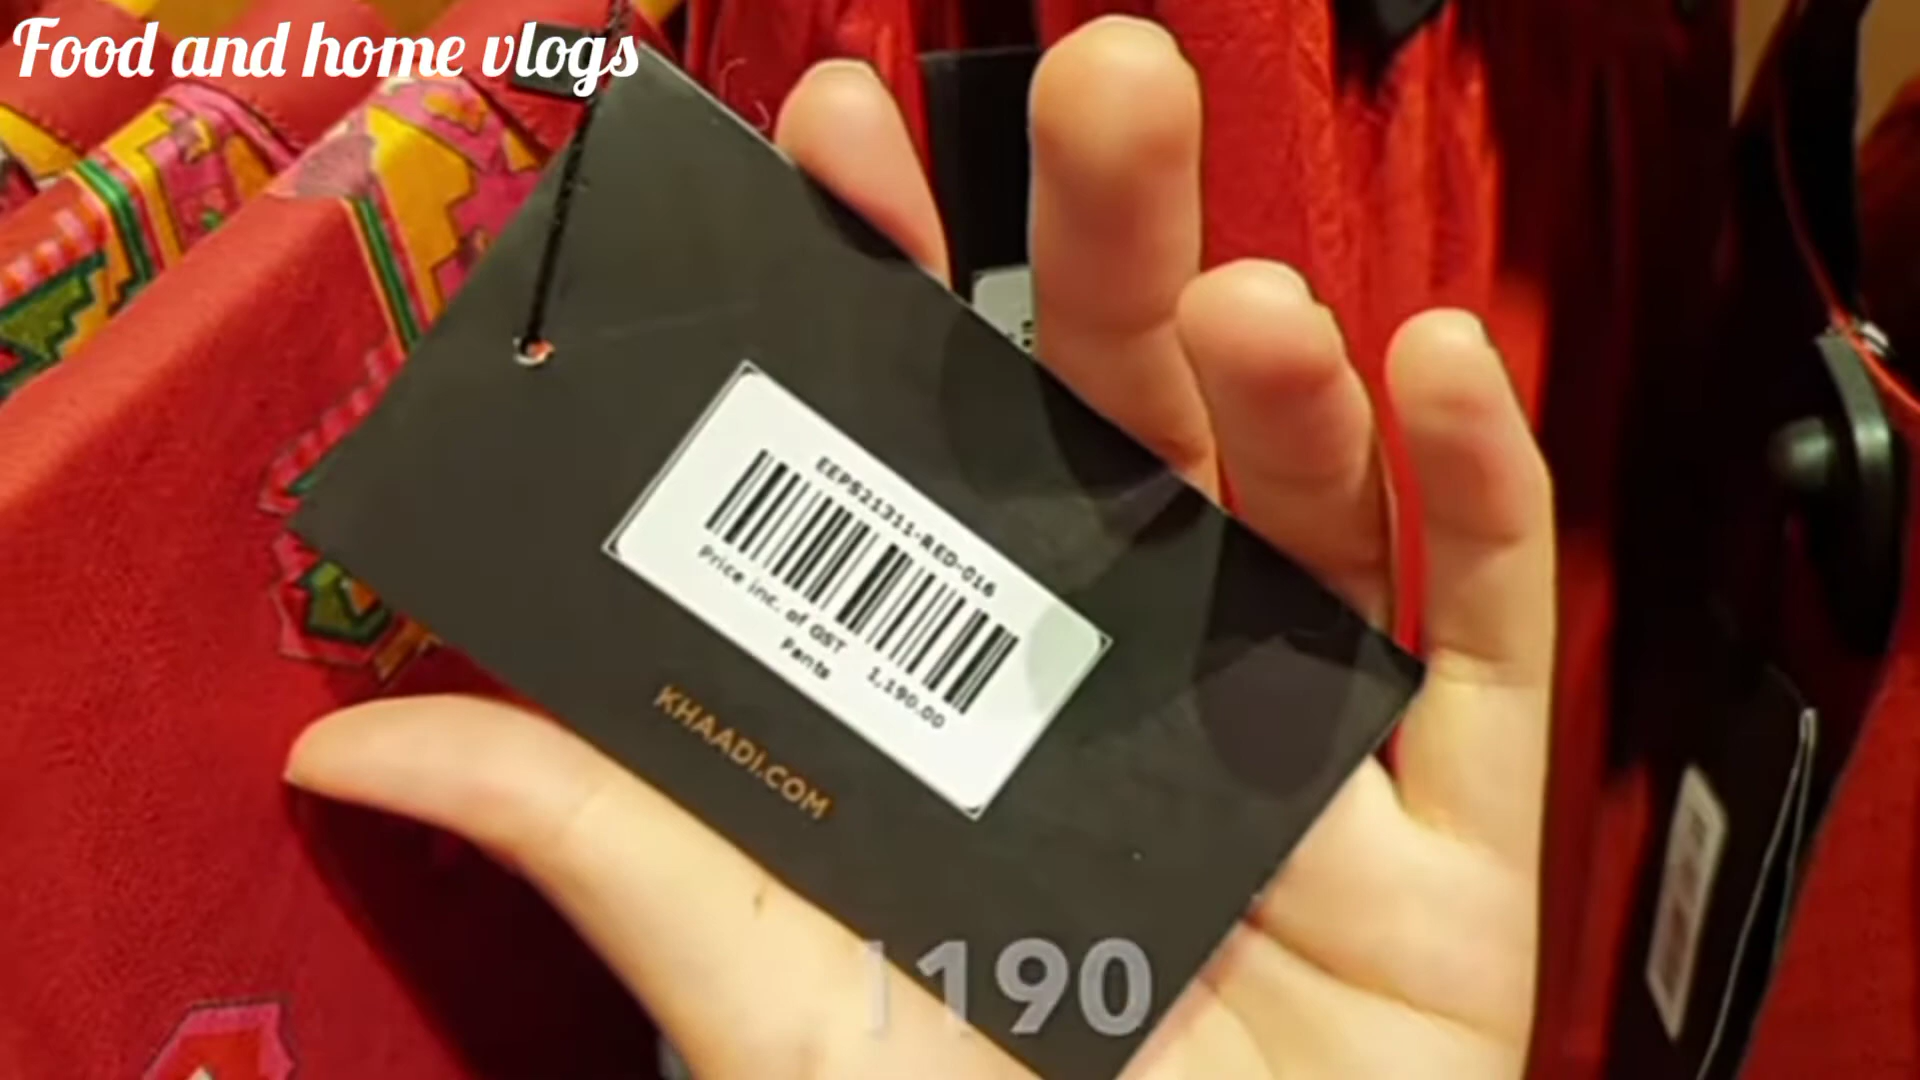 Food and home vlogs
EEPS21311-RED-016
Price inc. of GST 1,190.00
Pants
KHAADI.COM
1190